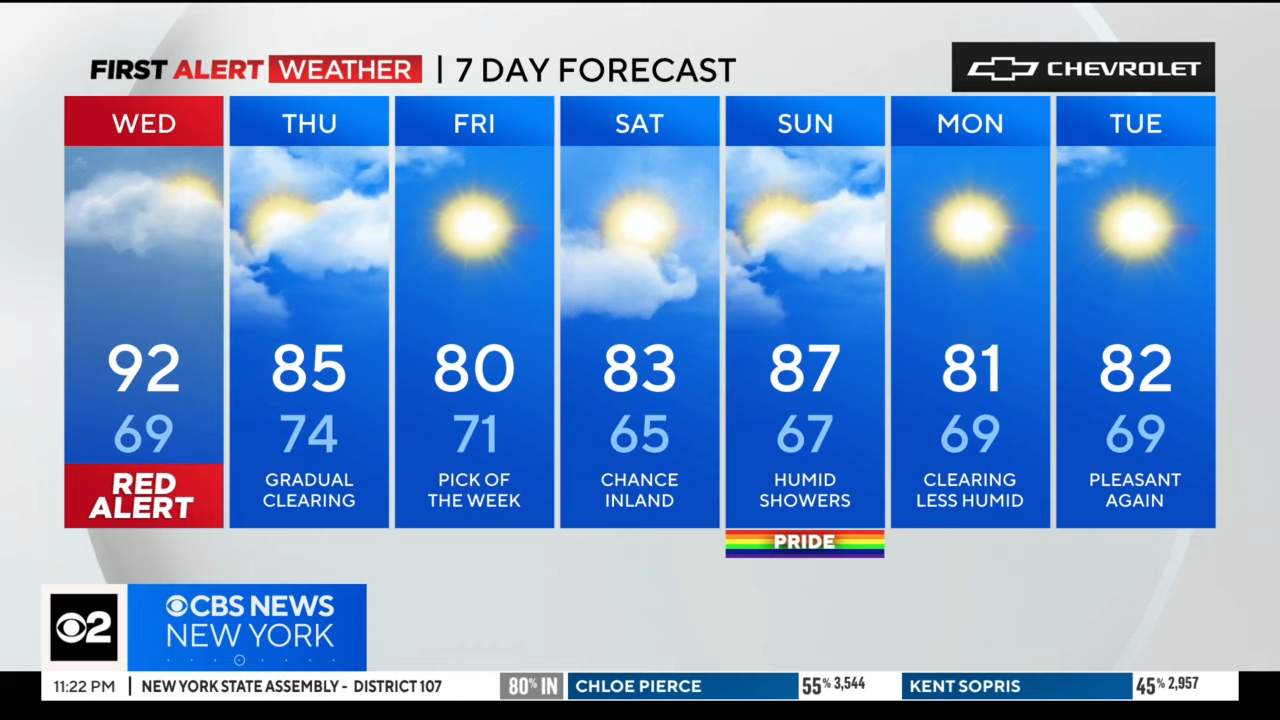 FIRST ALERT WEATHER | 7 DAY FORECAST
CHEVROLET
WED THU FRI SAT SUN MON TUE
92 85 80 83 87 81 82
69 74 71 65 67 69 69
RED ALERT
GRADUAL CLEARING
PICK OF THE WEEK
CHANCE INLAND
HUMID SHOWERS
CLEARING LESS HUMID
PLEASANT AGAIN
PRIDE
2 CBS NEWS
NEW YORK
11:22 PM | NEW YORK STATE ASSEMBLY - DISTRICT 107 80% IN CHLOE PIERCE 55% 3,544 KENT SOPRIS 45% 2,957